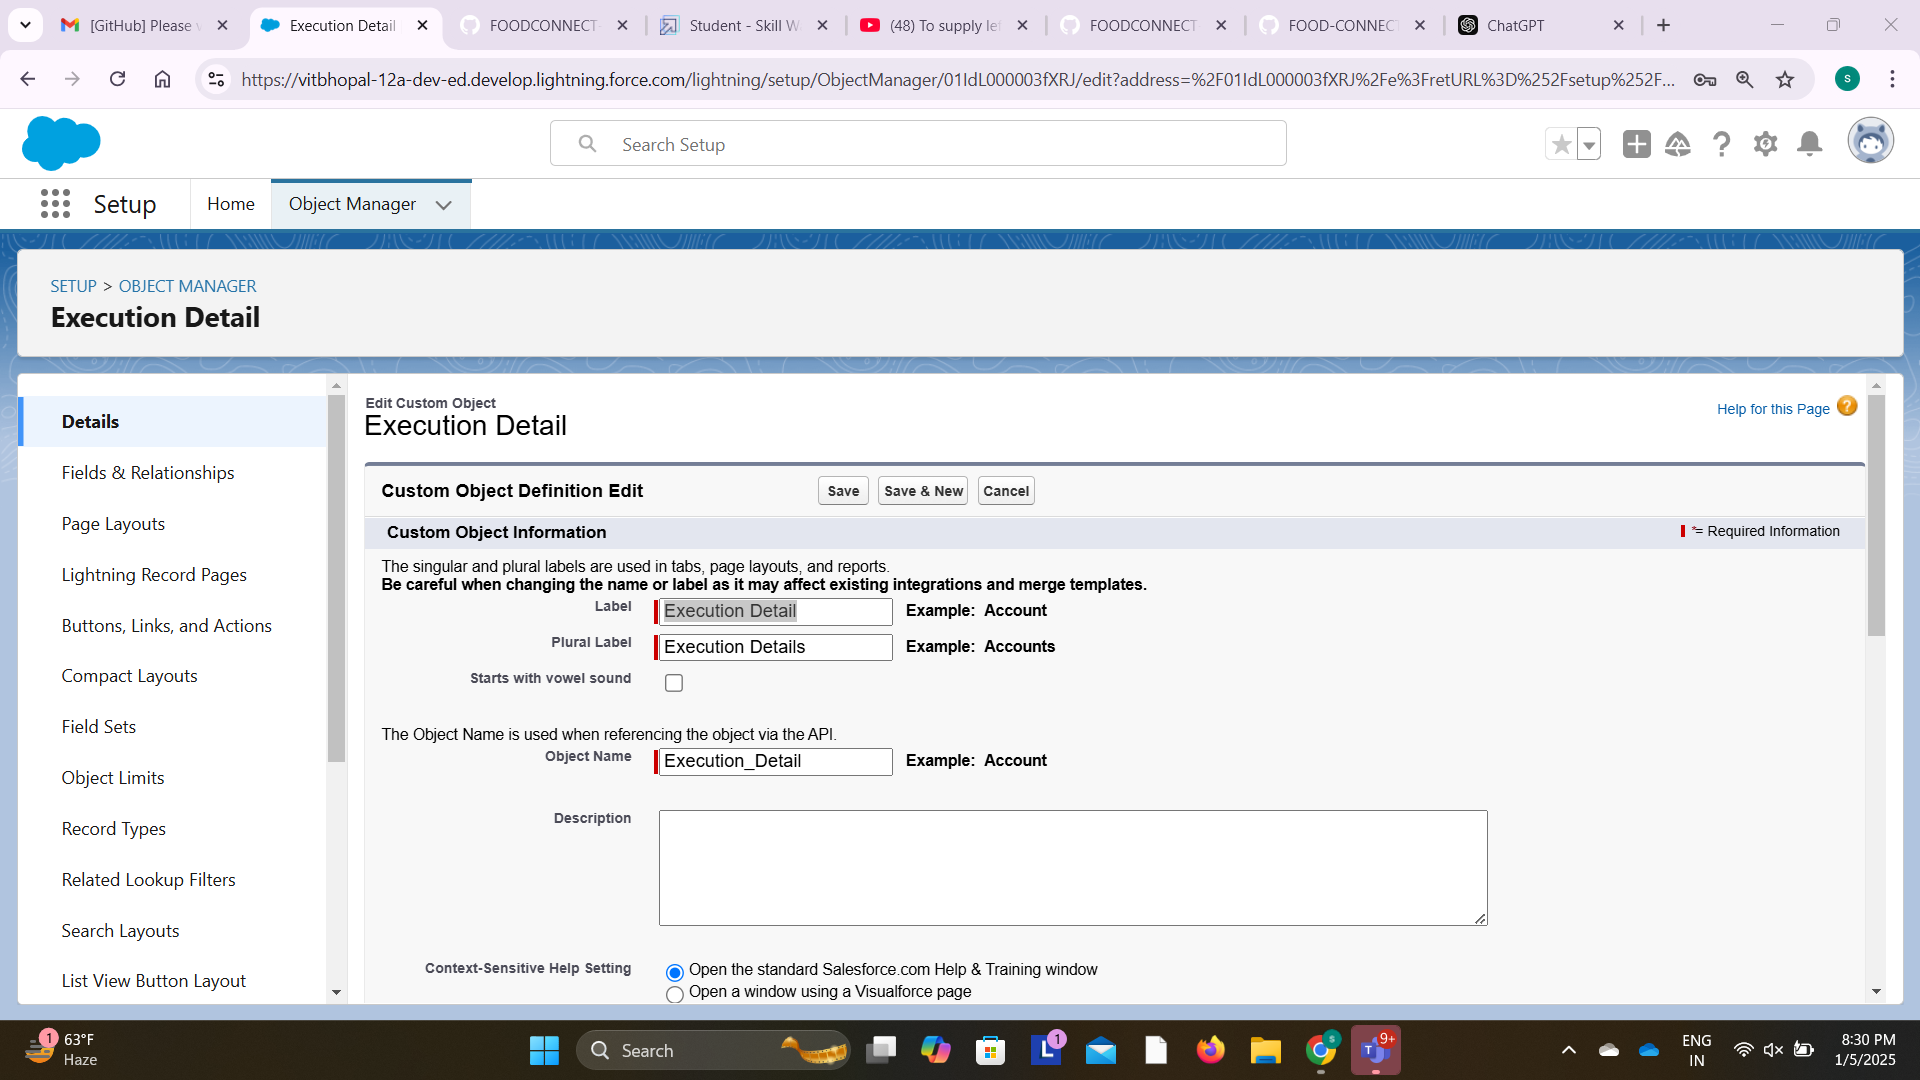 [GitHub] Please
Execution Detail
FOODCONNECT
Student - Skill W
(48) To supply let
FOODCONNECT
FOOD-CONNECT
ChatGPT
https://vitbhopal-12a-dev-ed.develop.lightning.force.com/lightning/setup/ObjectManager/01IdL000003fXRJ/edit?address=%2F01IdL000003fXRJ%2Fe%3FretURL%3D%252Fsetup%252F...
S
Search Setup
Setup
Home
Object Manager
SETUP > OBJECT MANAGER
Execution Detail
Details
Fields & Relationships
Page Layouts
Lightning Record Pages
Buttons, Links, and Actions
Compact Layouts
Field Sets
Object Limits
Record Types
Related Lookup Filters
Search Layouts
List View Button Layout
Edit Custom Object
Execution Detail
Help for this Page ?
Custom Object Definition Edit
Save
Save & New
Cancel
Custom Object Information
*= Required Information
The singular and plural labels are used in tabs, page layouts, and reports.
Be careful when changing the name or label as it may affect existing integrations and merge templates.
Label Execution Detail Example: Account
Plural Label Execution Details Example: Accounts
Starts with vowel sound
The Object Name is used when referencing the object via the API.
Object Name Execution_Detail Example: Account
Description
Context-Sensitive Help Setting Open the standard Salesforce.com Help & Training window
Open a window using a Visualforce page
1
63°F
Haze
Search
L 1
S
T 9+
ENG
IN
8:30 PM
1/5/2025